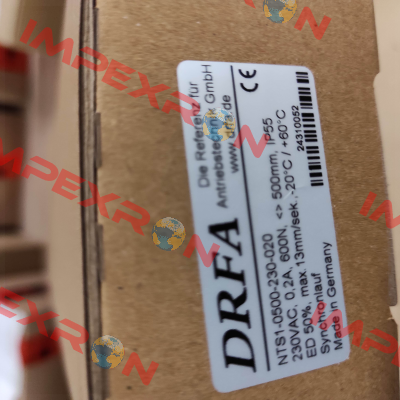 DRFA
Die Referenz für
Antriebstechnik GmbH
www.drfa.de
CE
NTS1-0500-230-020
230VAC, 0,2A, 600N, <> 500mm, IP55
ED 50%, max.13mm/sek.,-20°C / +60°C
Synchronlauf
Made in Germany
24310052
IMPEXRON
IMPEXRON
IMPEXRON